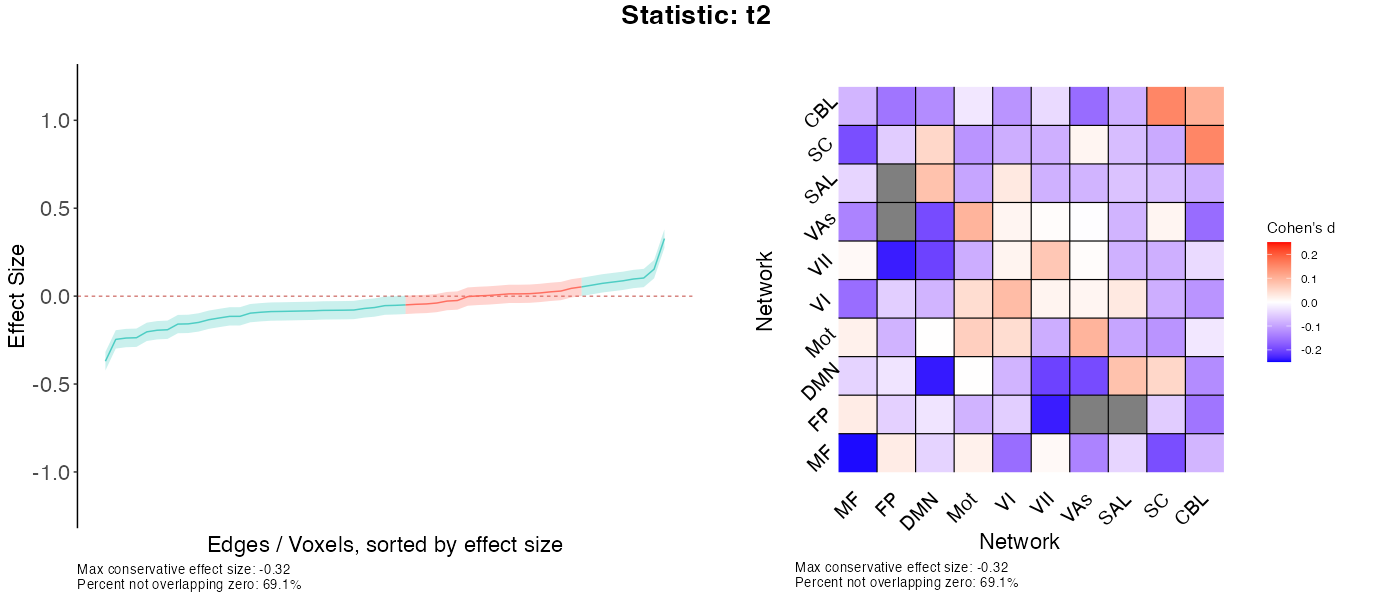 Statistic: t2
1.0
0.5
0.0
-0.5
-1.0
Effect Size
Edges / Voxels, sorted by effect size
Max conservative effect size: -0.32
Percent not overlapping zero: 69.1%
Network
CBL
SC
SAL
VAs
VII
VI
Mot
DMN
FP
MF
MF
FP
DMN
Mot
VI
VII
VAs
SAL
SC
CBL
Network
Max conservative effect size: -0.32
Percent not overlapping zero: 69.1%
Cohen's d
0.2
0.1
0.0
-0.1
-0.2